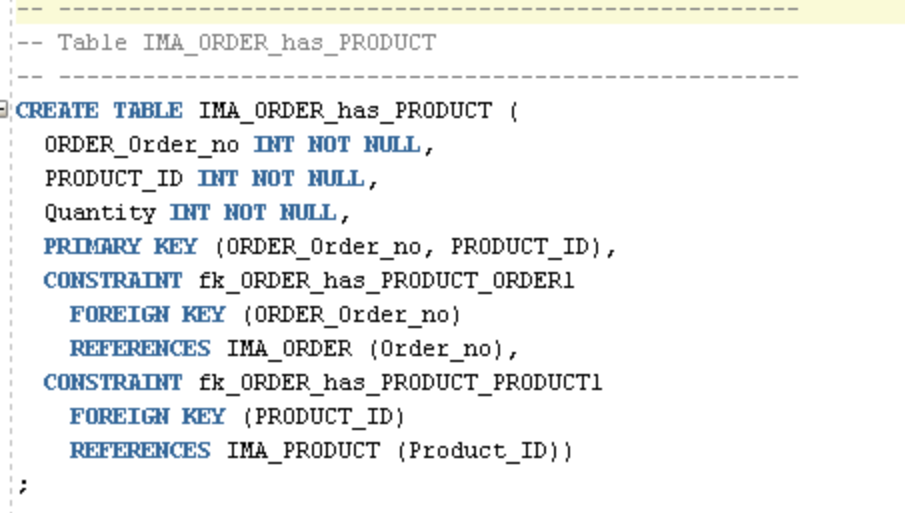 -- -----------------------------------------------------
-- Table IMA_ORDER_has_PRODUCT
-- -----------------------------------------------------
CREATE TABLE IMA_ORDER_has_PRODUCT (
ORDER_Order_no INT NOT NULL,
PRODUCT_ID INT NOT NULL,
Quantity INT NOT NULL,
PRIMARY KEY (ORDER_Order_no, PRODUCT_ID),
CONSTRAINT fk_ORDER_has_PRODUCT_ORDER1
FOREIGN KEY (ORDER_Order_no)
REFERENCES IMA_ORDER (Order_no),
CONSTRAINT fk_ORDER_has_PRODUCT_PRODUCT1
FOREIGN KEY (PRODUCT_ID)
REFERENCES IMA_PRODUCT (Product_ID))
;